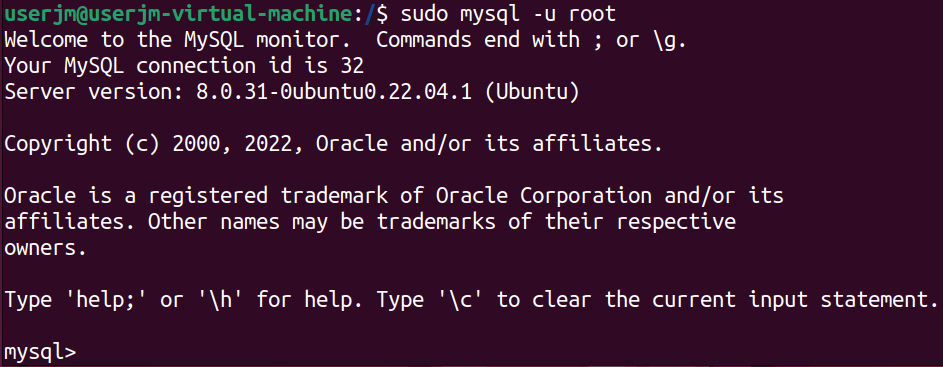 userjm@userjm-virtual-machine:/$ sudo mysql -u root
Welcome to the MySQL monitor.  Commands end with ; or \g.
Your MySQL connection id is 32
Server version: 8.0.31-0ubuntu0.22.04.1 (Ubuntu)

Copyright (c) 2000, 2022, Oracle and/or its affiliates.

Oracle is a registered trademark of Oracle Corporation and/or its
affiliates. Other names may be trademarks of their respective
owners.

Type 'help;' or '\h' for help. Type '\c' to clear the current input statement.

mysql>